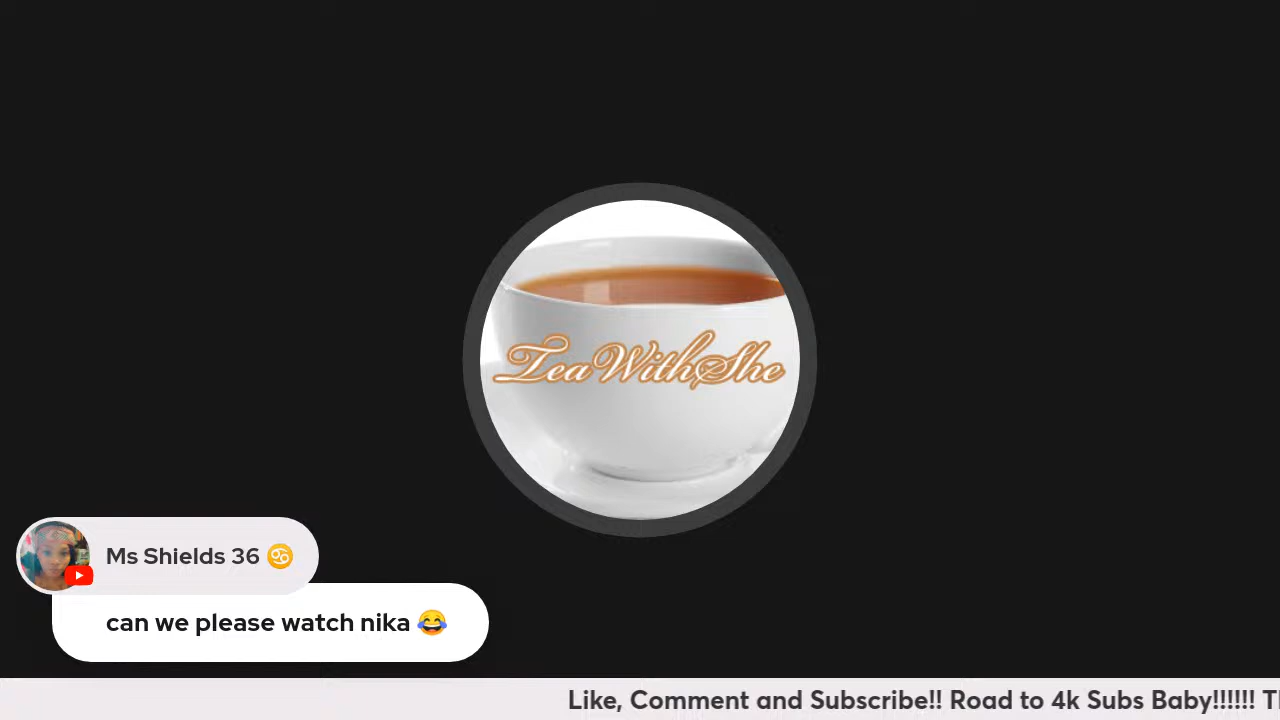 TeaWithShe
Ms Shields 36 ♋
can we please watch nika 😂
Like, Comment and Subscribe!! Road to 4k Subs Baby!!!!!!